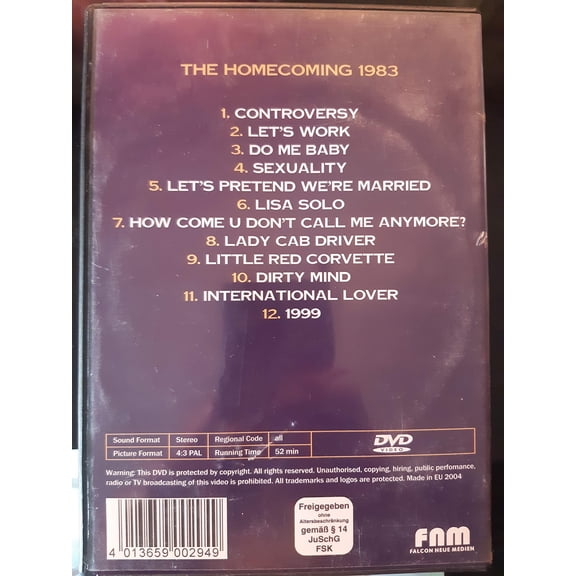 THE HOMECOMING 1983
1. CONTROVERSY
2. LET'S WORK
3. DO ME BABY
4. SEXUALITY
5. LET'S PRETEND WE'RE MARRIED
6. LISA SOLO
7. HOW COME U DON'T CALL ME ANYMORE?
8. LADY CAB DRIVER
9. LITTLE RED CORVETTE
10. DIRTY MIND
11. INTERNATIONAL LOVER
12. 1999
Sound Format Stereo Regional Code all
Picture Format 4:3 PAL Running Time 52 min
DVD
VIDEO
Warning: This DVD is protected by copyright. All rights reserved. Unauthorised, copying, hiring, public perfomance,
radio or TV broadcasting of this video is prohibited. All trademarks and logos are protected. Made in EU 2004
4 013659 002949
Freigegeben
ohne
Altersbeschränkung
gemäß § 14
JuSchG
FSK
FNM
FALCON NEUE MEDIEN